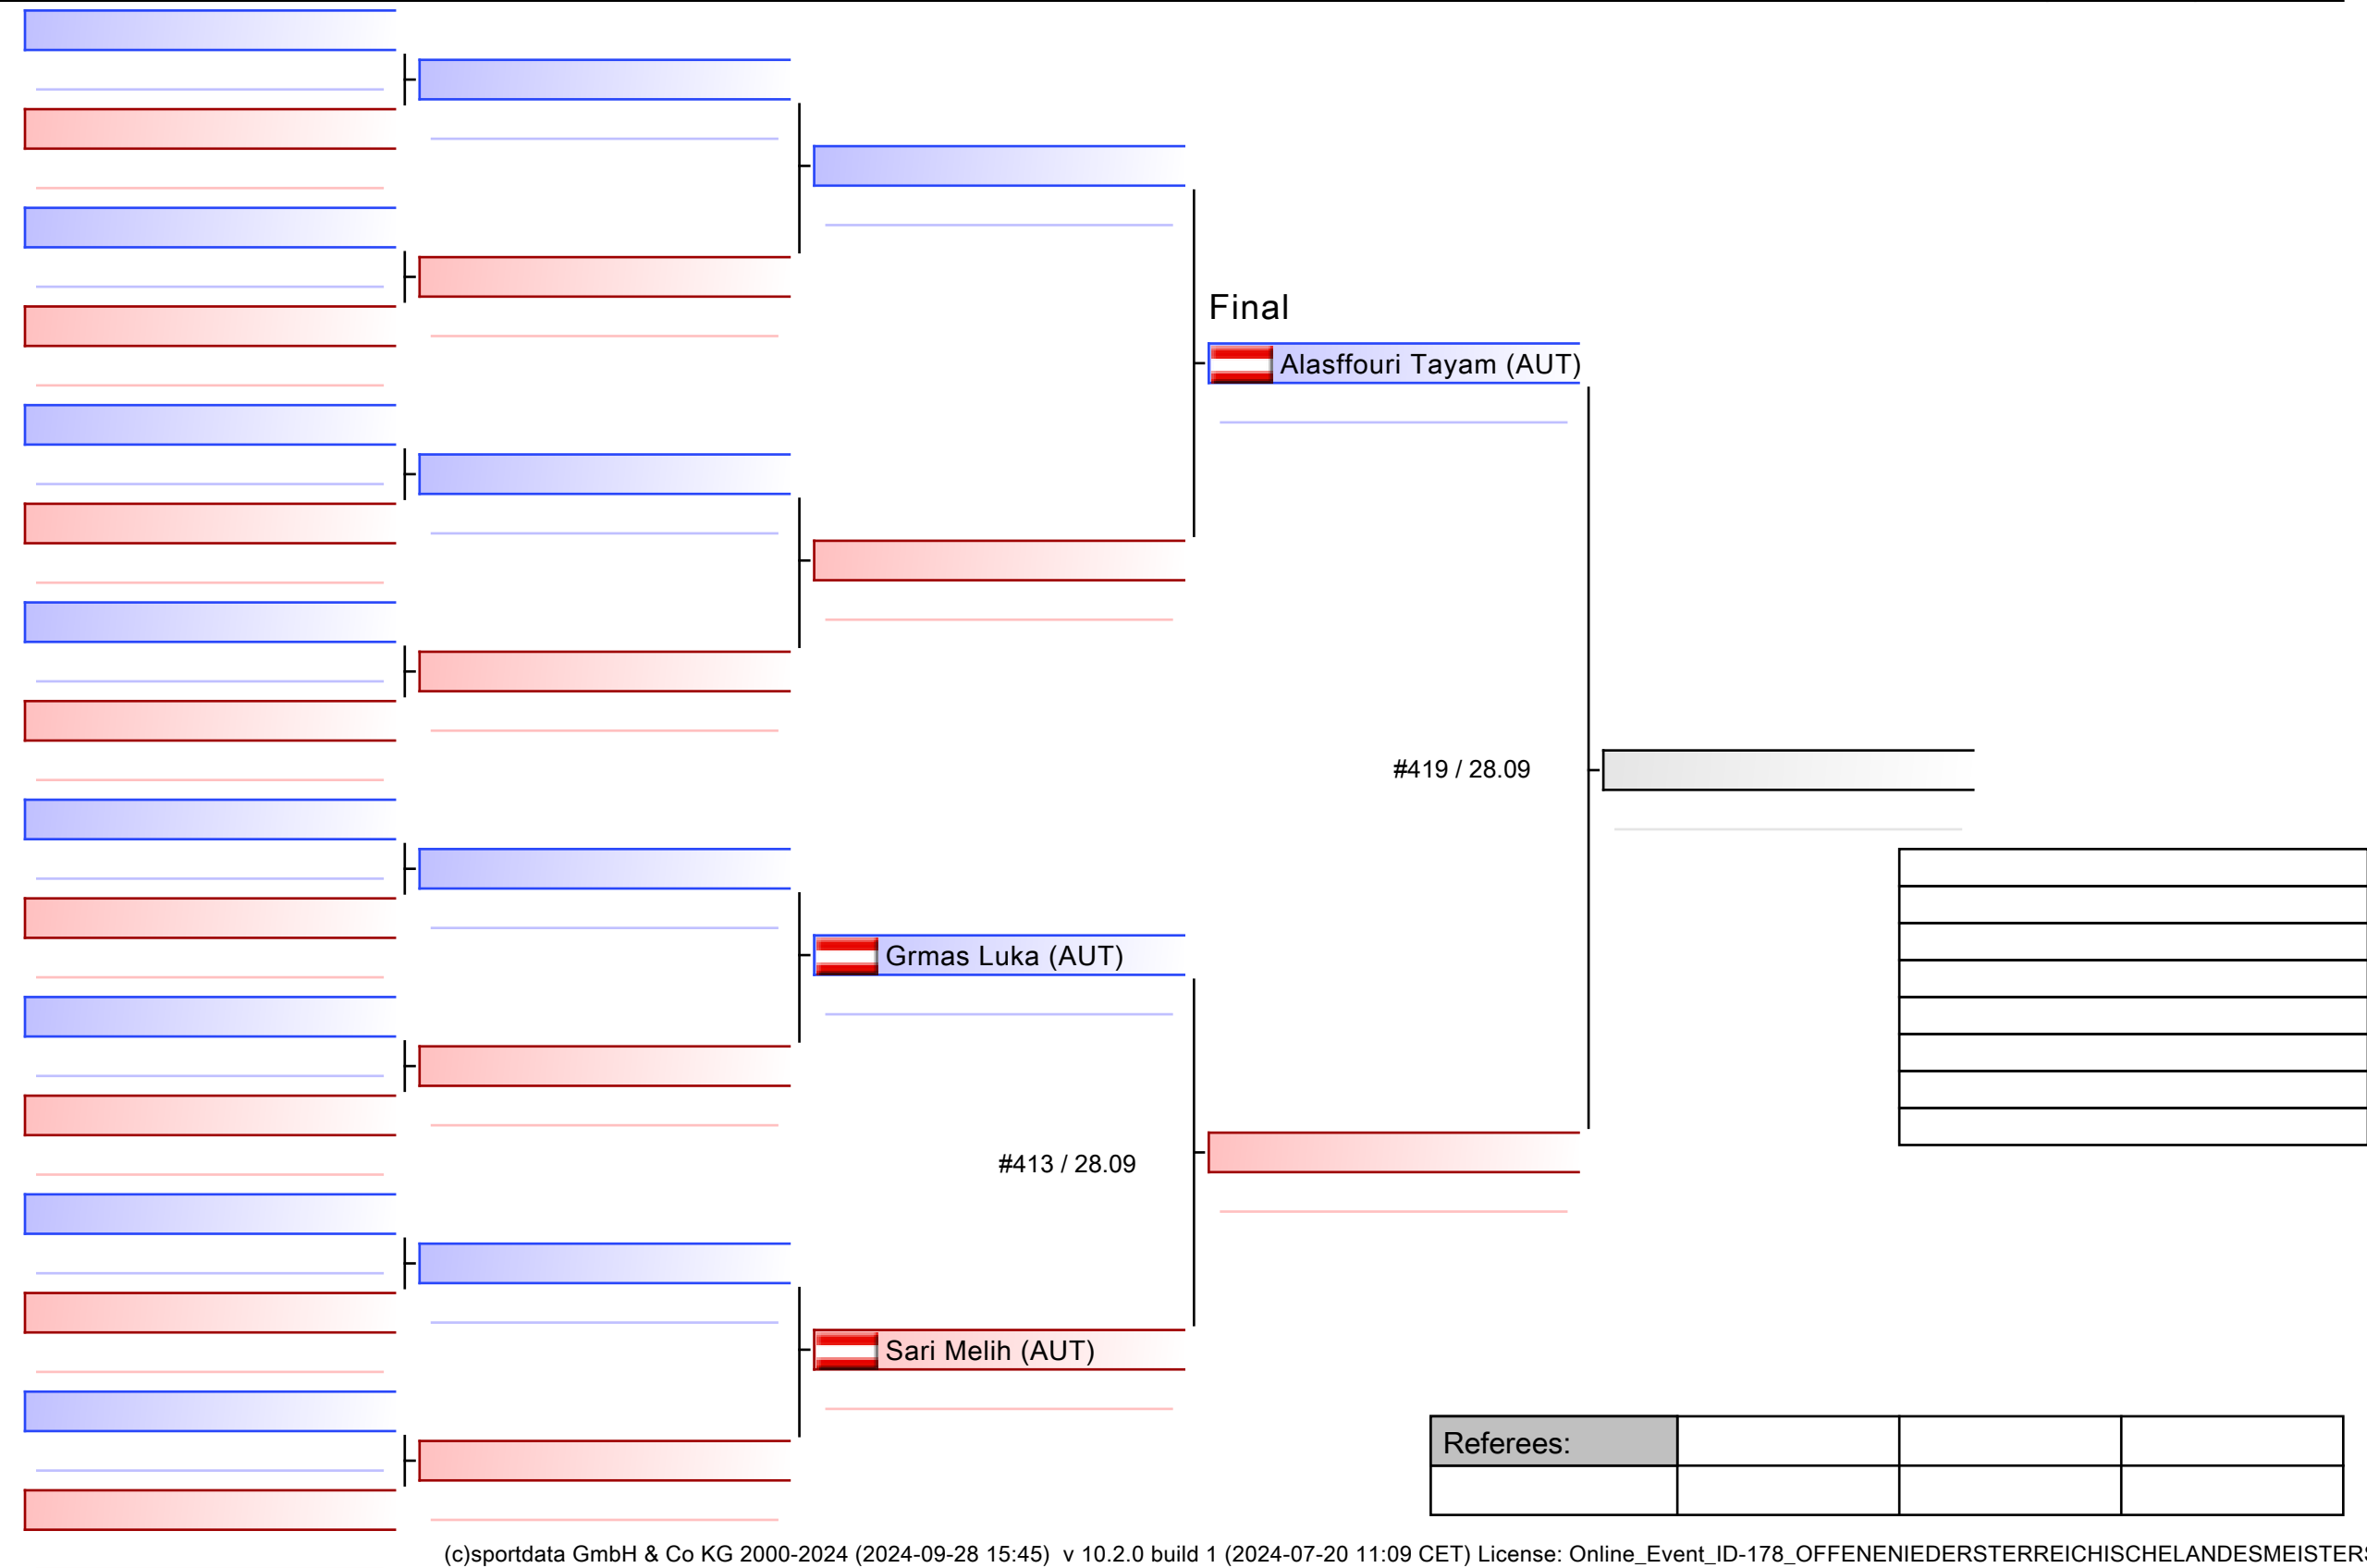 Final
Alasffouri Tayam (AUT)
#419 / 28.09
Grmas Luka (AUT)
#413 / 28.09
Sari Melih (AUT)
Referees:
(c)sportdata GmbH & Co KG 2000-2024 (2024-09-28 15:45) v 10.2.0 build 1 (2024-07-20 11:09 CET) License: Online_Event_ID-178_OFFENENIEDERSTERREICHISCHELANDESMEISTERS